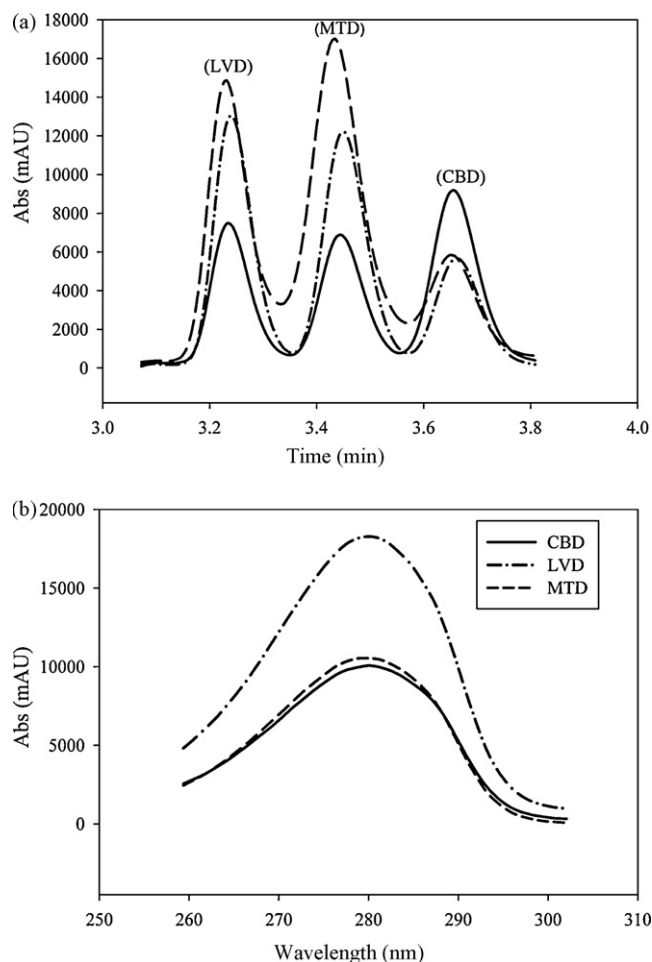 (a)
18000
16000
14000
12000
10000
8000
6000
4000
2000
0
Abs (mAU)
(LVD)
(MTD)
(CBD)
3.0 3.2 3.4 3.6 3.8 4.0
Time (min)
(b)
20000
15000
10000
5000
0
Abs (mAU)
CBD
LVD
MTD
250 260 270 280 290 300 310
Wavelength (nm)